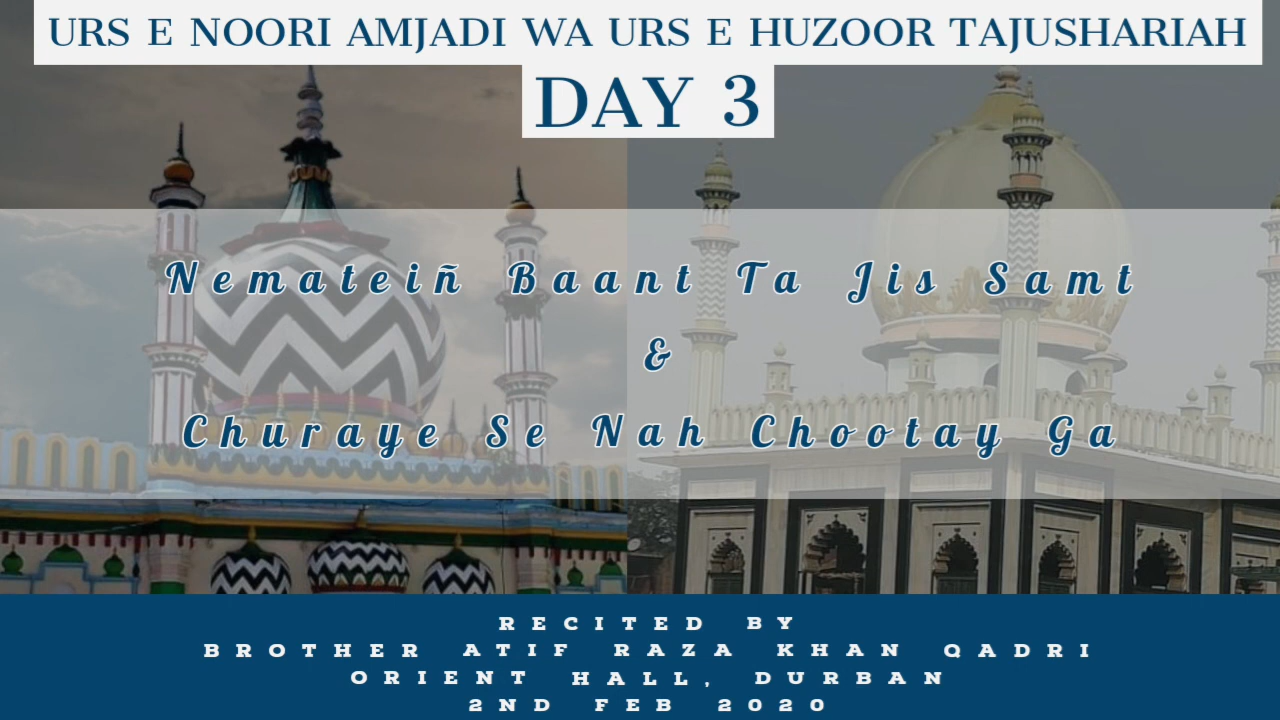 URS E NOORI AMJADI WA URS E HUZOOR TAJUSHARIAH
DAY 3
Nemateiñ Baant Ta Jis Samt
&
Churaye Se Nah Chootay Ga
RECITED BY
BROTHER ATIF RAZA KHAN QADRI
ORIENT HALL, DURBAN
2ND FEB 2020